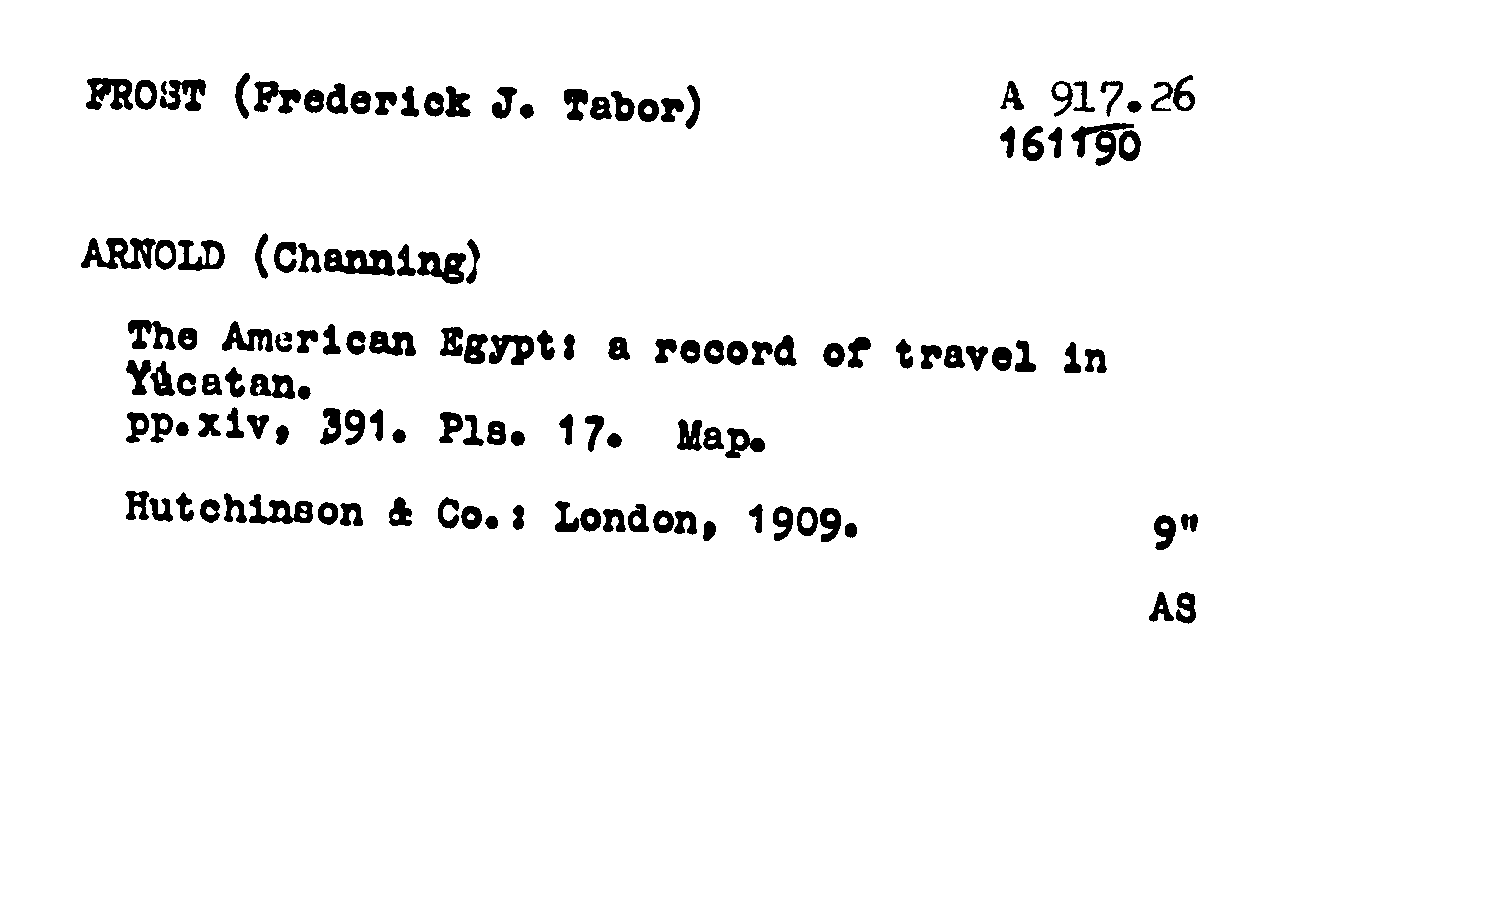 FROST (Frederick J. Tabor) A 917.26
161190
ARNOLD (Channing)
The American Egypt: a record of travel in
Yucatan.
pp.xiv, 391. Pls. 17. Map.
Hutchinson & Co.: London, 1909. 9"
AS